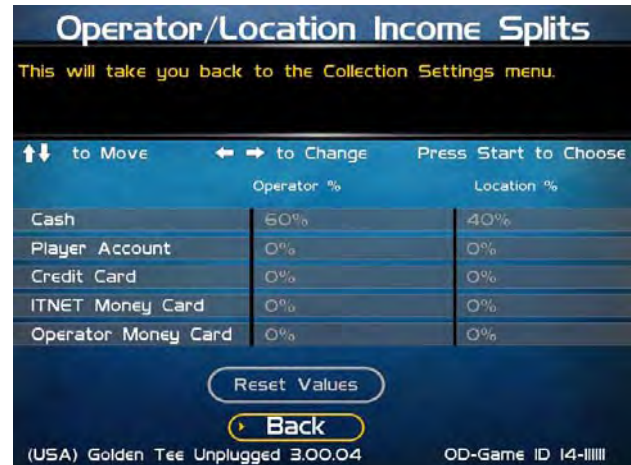 Operator/Location Income Splits
This will take you back to the Collection Settings menu.
to Move to Change Press Start to Choose
Operator % Location %
Cash 60% 40%
Player Account 0% 0%
Credit Card 0% 0%
ITNET Money Card 0% 0%
Operator Money Card 0% 0%
Reset Values
Back
(USA) Golden Tee Unplugged 3.00.04 OD-Game ID 14-111111